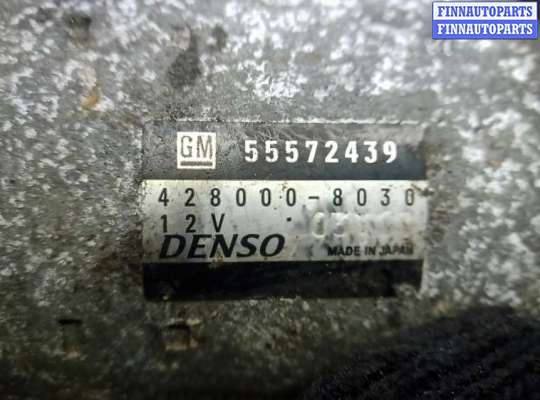 FINNAUTOPARTS
FINNAUTOPARTS
GM 55572439
428000-8030
12V
DENSO MADE IN JAPAN